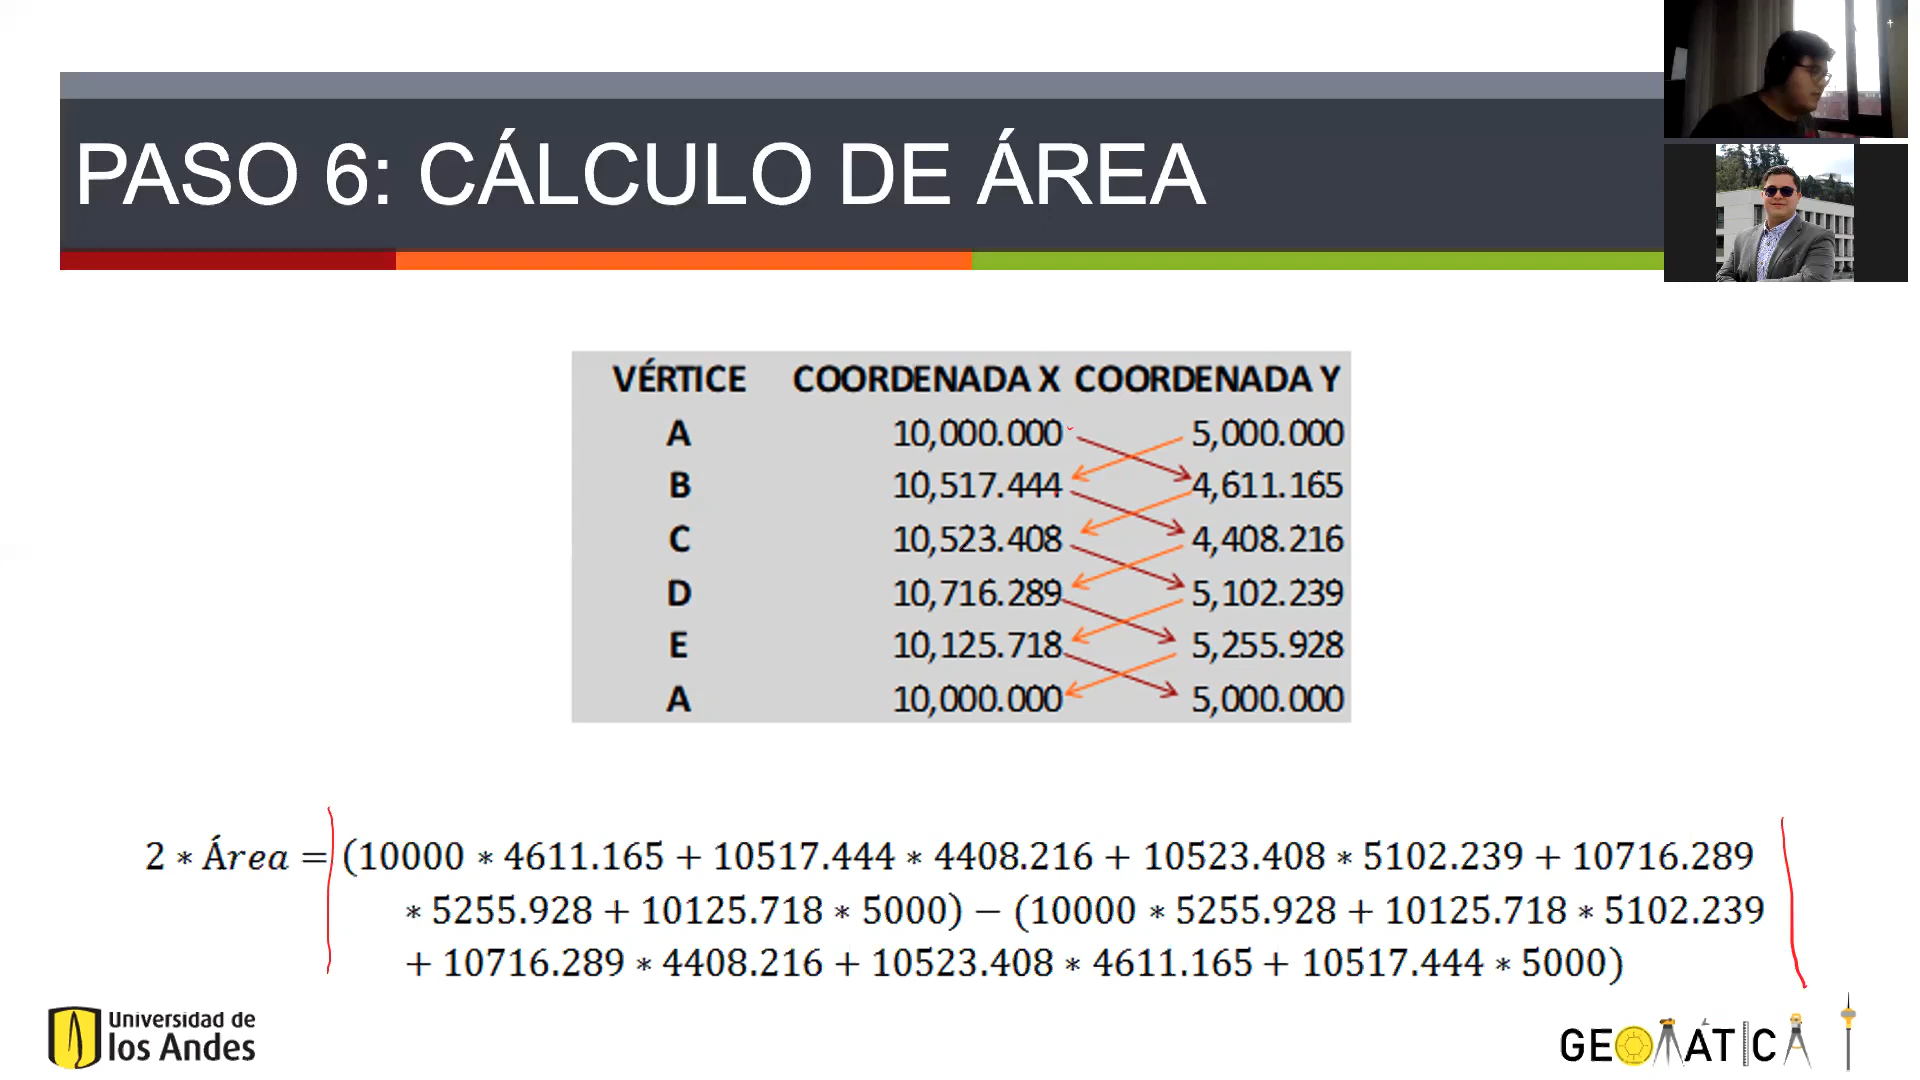 PASO 6: CÁLCULO DE ÁREA
VÉRTICE COORDENADA X COORDENADA Y
A 10,000.000 5,000.000
B 10,517.444 4,611.165
C 10,523.408 4,408.216
D 10,716.289 5,102.239
E 10,125.718 5,255.928
A 10,000.000 5,000.000
2 * Área = (10000 * 4611.165 + 10517.444 * 4408.216 + 10523.408 * 5102.239 + 10716.289
* 5255.928 + 10125.718 * 5000) − (10000 * 5255.928 + 10125.718 * 5102.239
+ 10716.289 * 4408.216 + 10523.408 * 4611.165 + 10517.444 * 5000)
Universidad de
los Andes
GEOMÁTICA